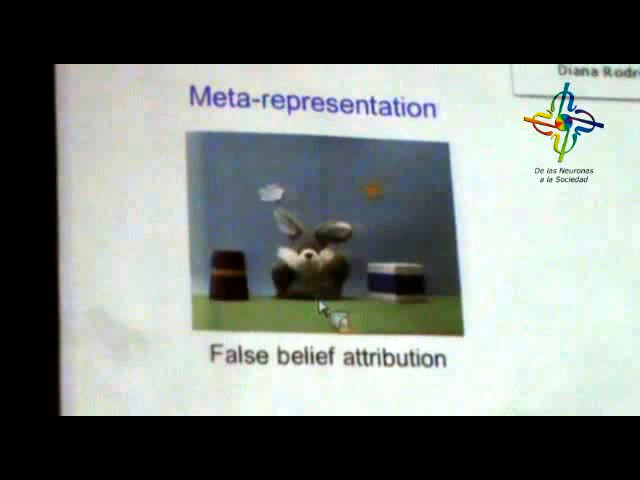 Diana Rodr
Meta-representation
De las Neuronas
a la Sociedad
False belief attribution